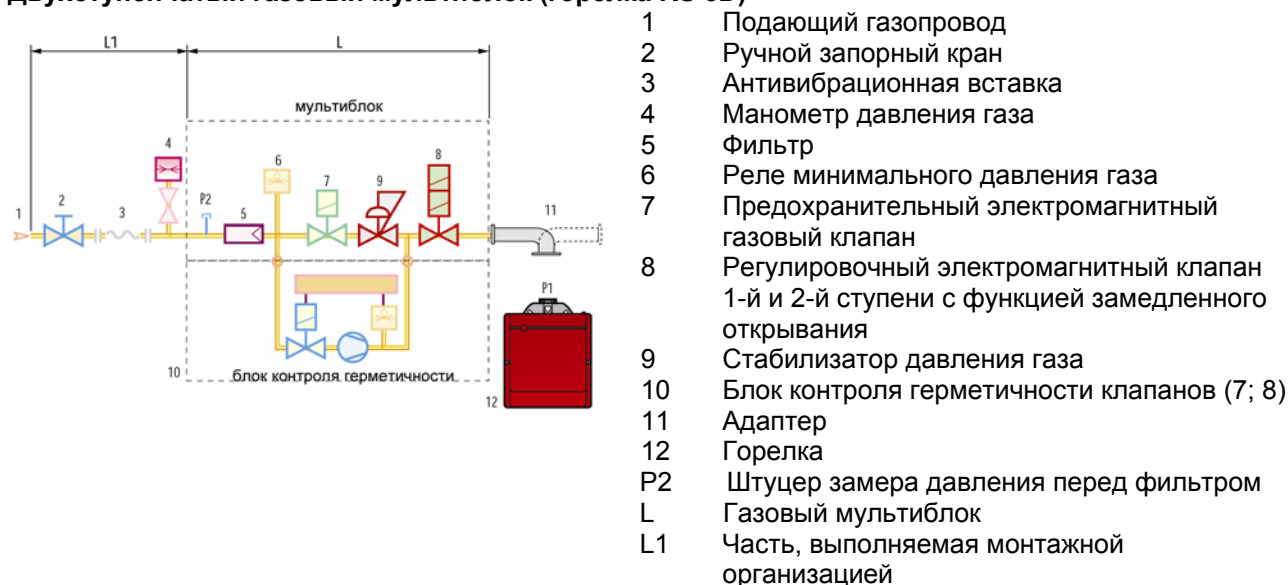 L1
L
мультиблок
4
6
8
7
9
2
P2
11
1
3
5
P1
10
блок контроля герметичности
12
1 Подающий газопровод
2 Ручной запорный кран
3 Антивибрационная вставка
4 Манометр давления газа
5 Фильтр
6 Реле минимального давления газа
7 Предохранительный электромагнитный
газовый клапан
8 Регулировочный электромагнитный клапан
1-й и 2-й ступени с функцией замедленного
открывания
9 Стабилизатор давления газа
10 Блок контроля герметичности клапанов (7; 8)
11 Адаптер
12 Горелка
P2 Штуцер замера давления перед фильтром
L Газовый мультиблок
L1 Часть, выполняемая монтажной
организацией